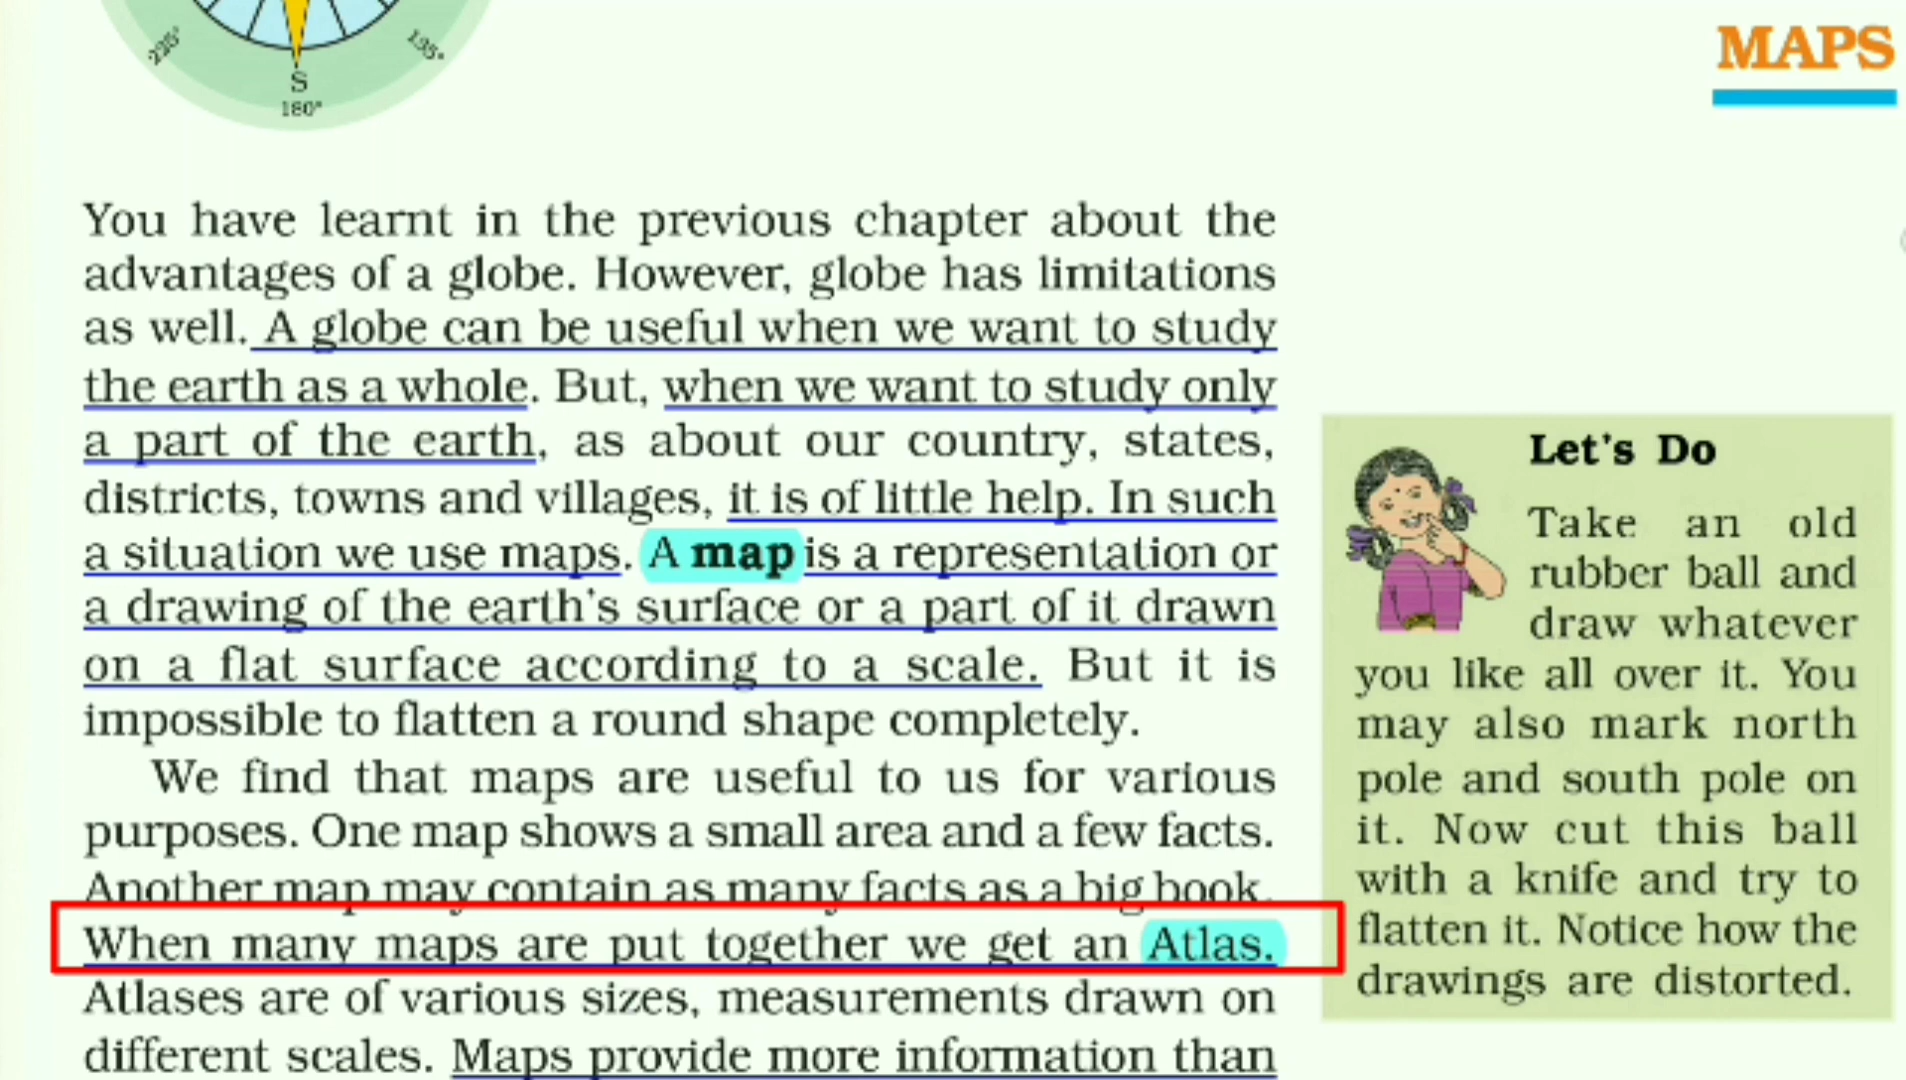 225°
135°
S
180°
MAPS
You have learnt in the previous chapter about the
advantages of a globe. However, globe has limitations
as well. A globe can be useful when we want to study
the earth as a whole. But, when we want to study only
a part of the earth, as about our country, states,
districts, towns and villages, it is of little help. In such
a situation we use maps. A map is a representation or
a drawing of the earth's surface or a part of it drawn
on a flat surface according to a scale. But it is
impossible to flatten a round shape completely.
We find that maps are useful to us for various
purposes. One map shows a small area and a few facts.
Another map may contain as many facts as a big book.
When many maps are put together we get an Atlas.
Atlases are of various sizes, measurements drawn on
different scales. Maps provide more information than
Let's Do
Take an old
rubber ball and
draw whatever
you like all over it. You
may also mark north
pole and south pole on
it. Now cut this ball
with a knife and try to
flatten it. Notice how the
drawings are distorted.